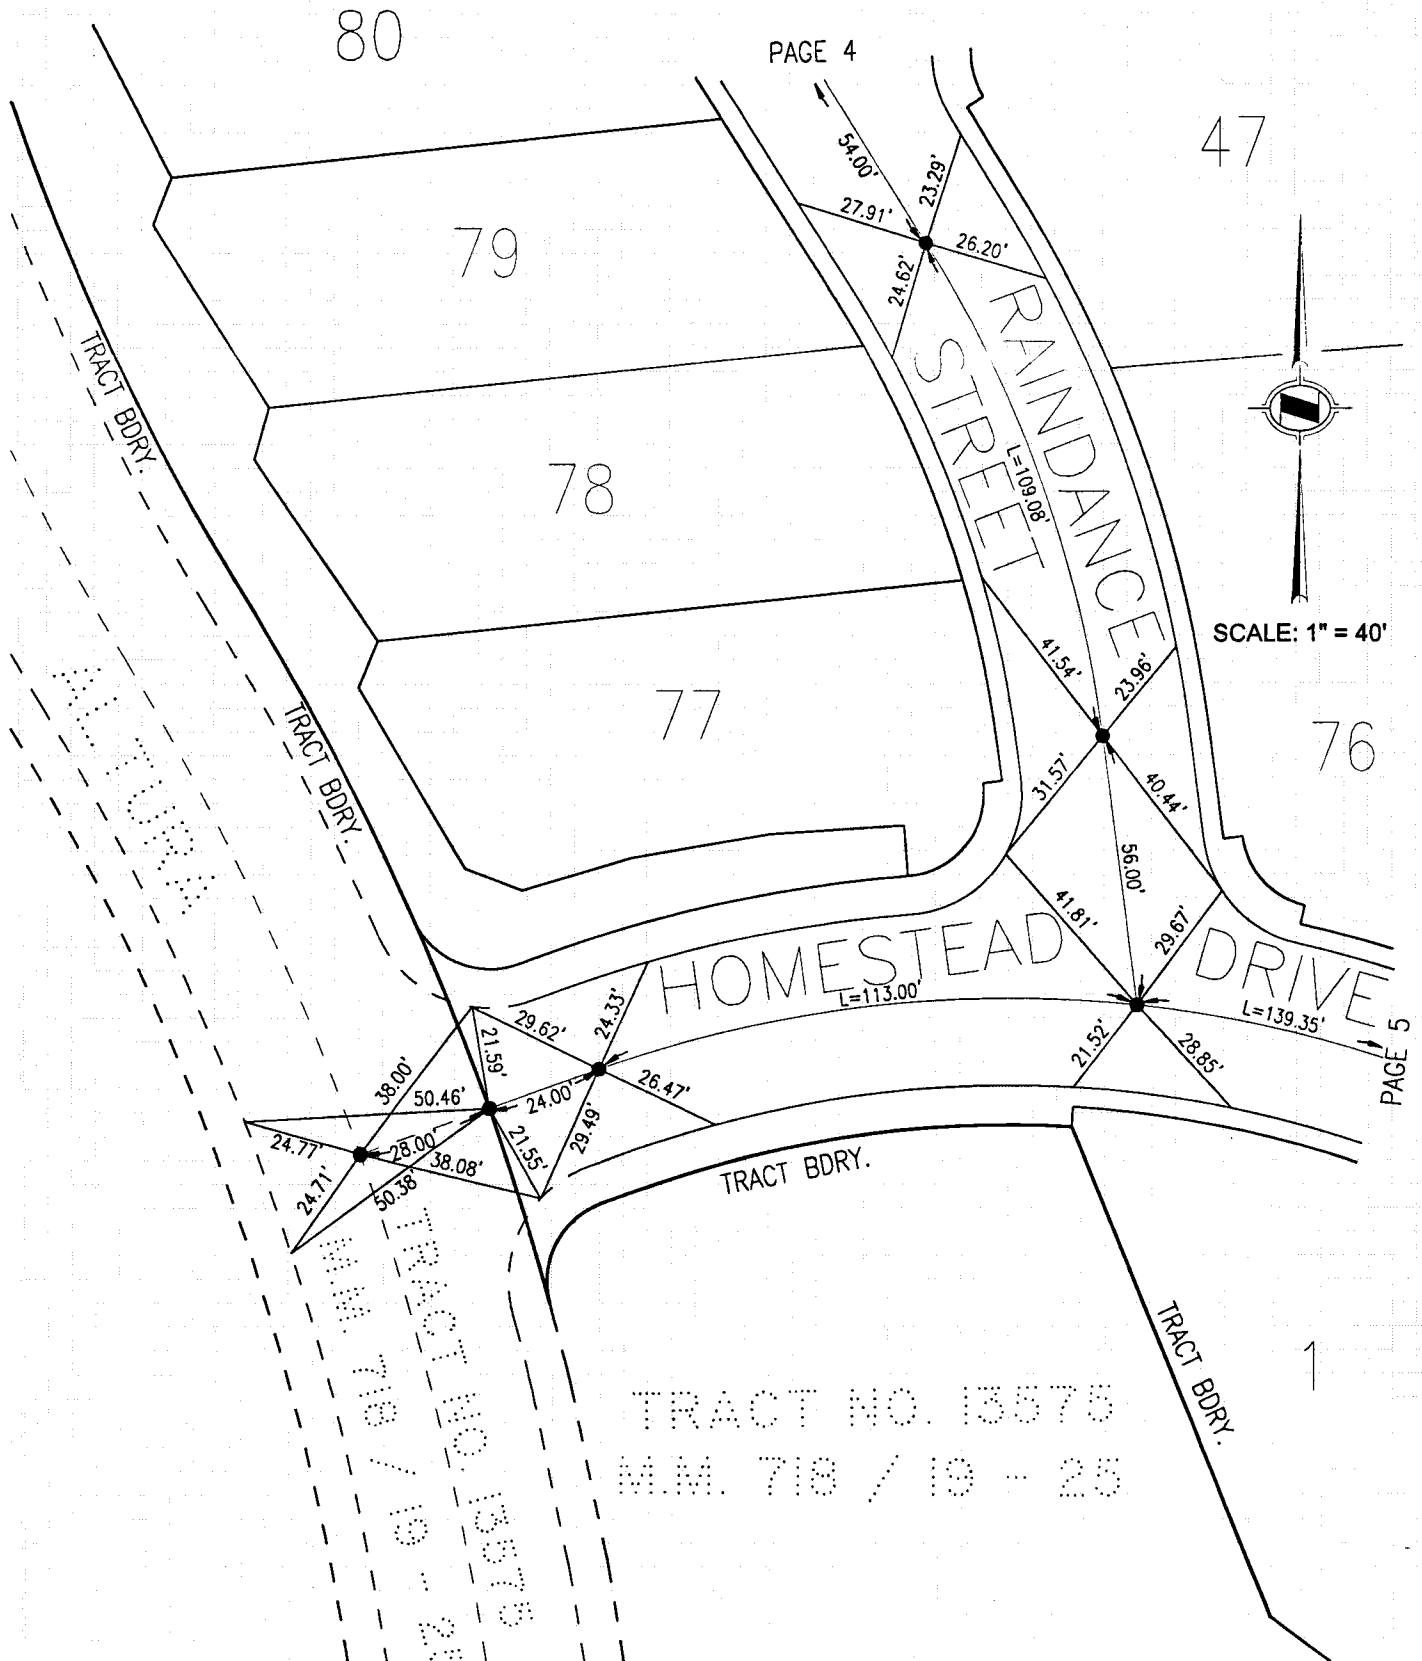 80
PAGE 4
47
54.00'
23.29'
27.91'
26.20'
24.62'
79
RAINDANCE
STREET
TRACT BDRY.
L=109.08'
78
SCALE: 1" = 40'
41.54'
23.96'
77
76
ALTURA
TRACT BDRY.
31.57'
40.44'
56.00'
41.81'
29.67'
HOMESTEAD DRIVE
L=113.00'
L=139.35'
PAGE 5
29.62'
24.33'
21.59'
21.52'
28.85'
38.00'
50.46'
24.00'
26.47'
24.77'
28.00'
38.08'
21.55'
29.49'
24.71'
50.38'
TRACT BDRY.
TRACT NO. 13575
M.M. 718 / 19 - 25
TRACT BDRY.
1
TRACT NO. 13575
M.M. 718 / 19 - 2